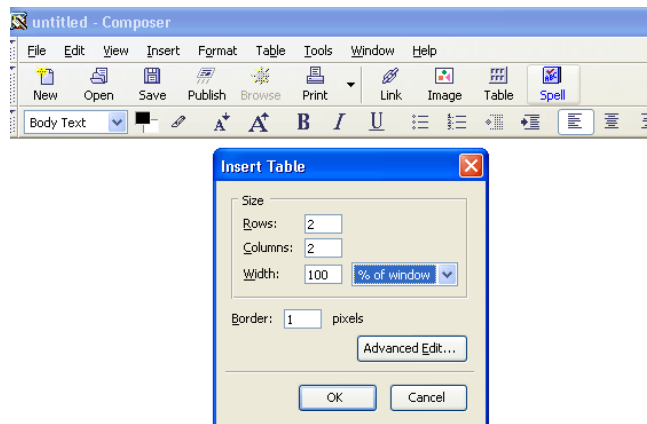 untitled - Composer
File Edit View Insert Format Table Tools Window Help
New Open Save Publish Browse Print Link Image Table Spell
Body Text A A B I U
Insert Table
Size
Rows: 2
Columns: 2
Width: 100 % of window
Border: 1 pixels
Advanced Edit...
OK Cancel